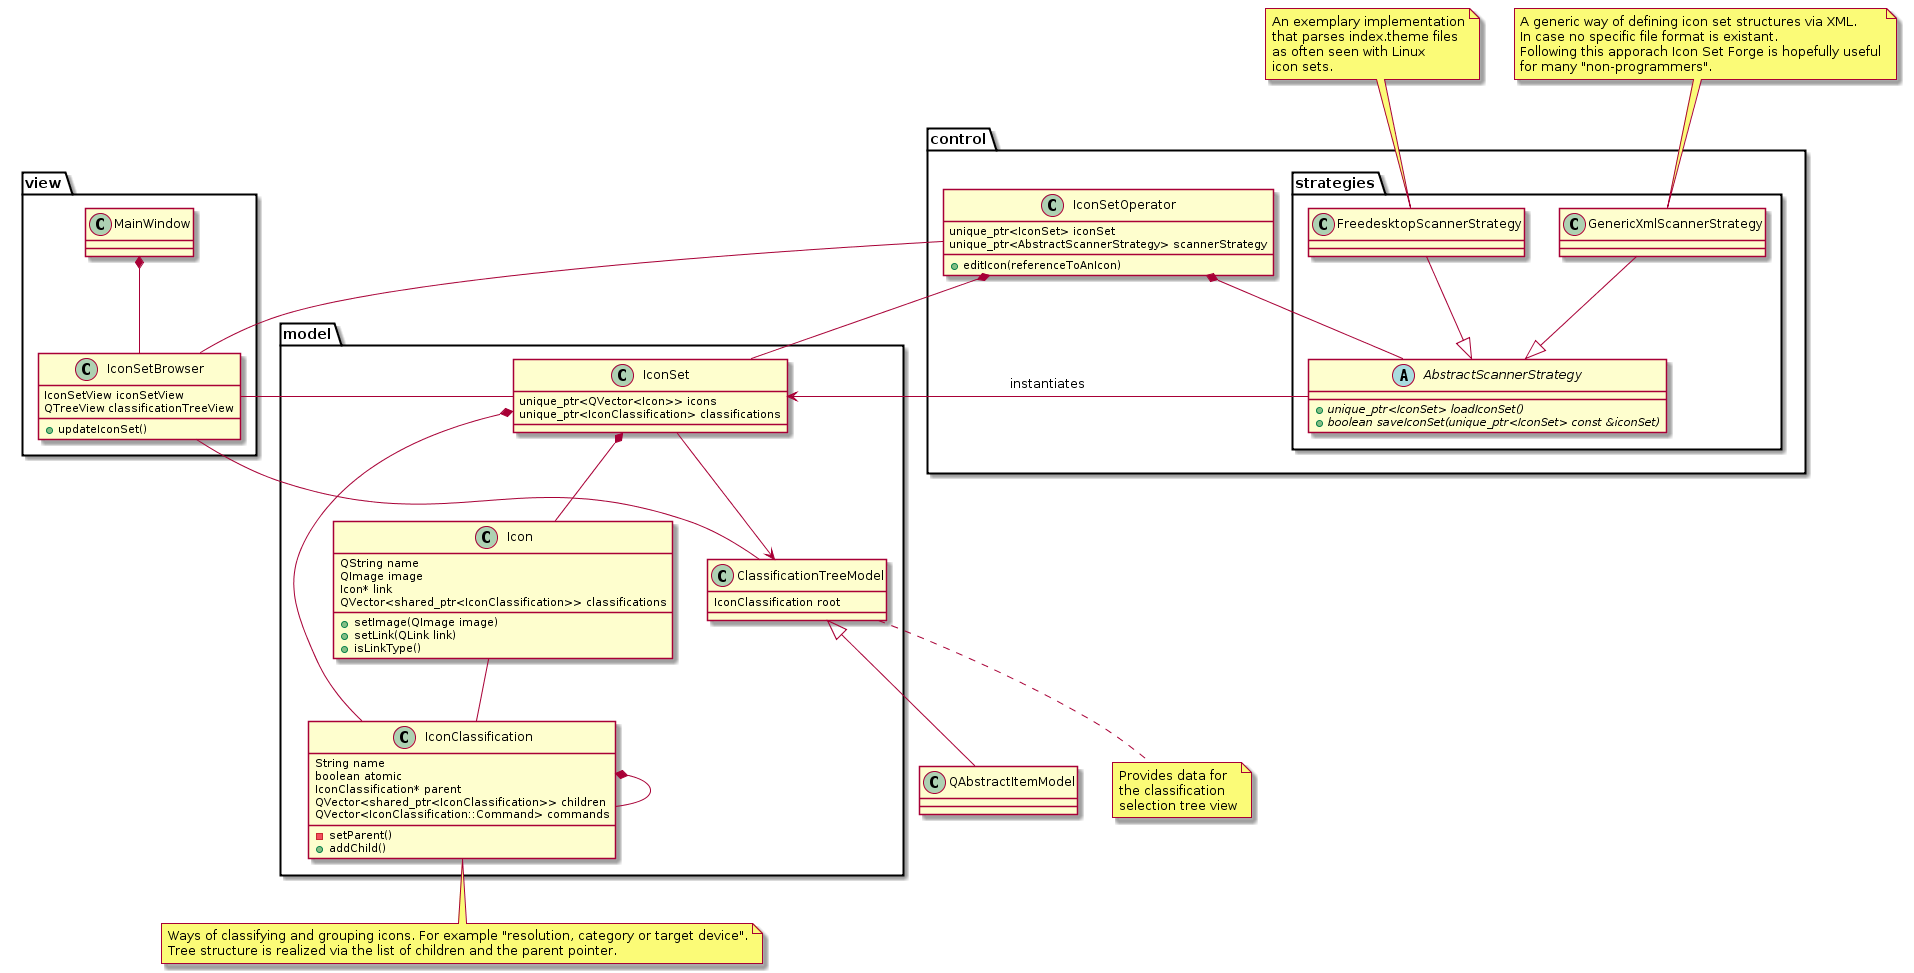 An exemplary implementation
that parses index.theme files
as often seen with Linux
icon sets.
A generic way of defining icon set structures via XML.
In case no specific file format is existant.
Following this apporach Icon Set Forge is hopefully useful
for many "non-programmers".
control
view
strategies
C MainWindow
C IconSetOperator
unique_ptr<IconSet> iconSet
unique_ptr<AbstractScannerStrategy> scannerStrategy
editIcon(referenceToAnIcon)
C FreedesktopScannerStrategy
C GenericXmlScannerStrategy
model
C IconSetBrowser
IconSetView iconSetView
QTreeView classificationTreeView
updateIconSet()
C IconSet
unique_ptr<QVector<Icon>> icons
unique_ptr<IconClassification> classifications
instantiates
A AbstractScannerStrategy
unique_ptr<IconSet> loadIconSet()
boolean saveIconSet(unique_ptr<IconSet> const &iconSet)
C Icon
QString name
QImage image
Icon* link
QVector<shared_ptr<IconClassification>> classifications
setImage(QImage image)
setLink(QLink link)
isLinkType()
C ClassificationTreeModel
IconClassification root
C IconClassification
String name
boolean atomic
IconClassification* parent
QVector<shared_ptr<IconClassification>> children
QVector<IconClassification::Command> commands
setParent()
addChild()
C QAbstractItemModel
Provides data for
the classification
selection tree view
Ways of classifying and grouping icons. For example "resolution, category or target device".
Tree structure is realized via the list of children and the parent pointer.